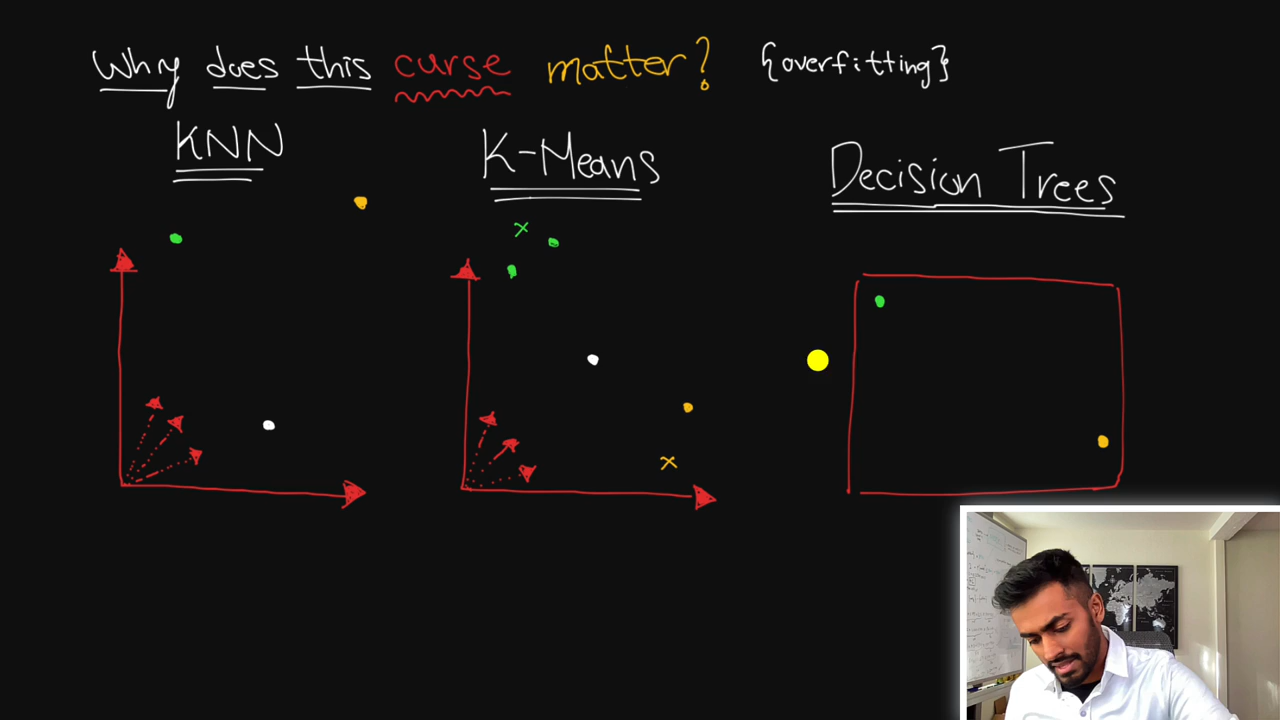 Why does this curse matter? {overfitting}
KNN
K-Means
Decision Trees